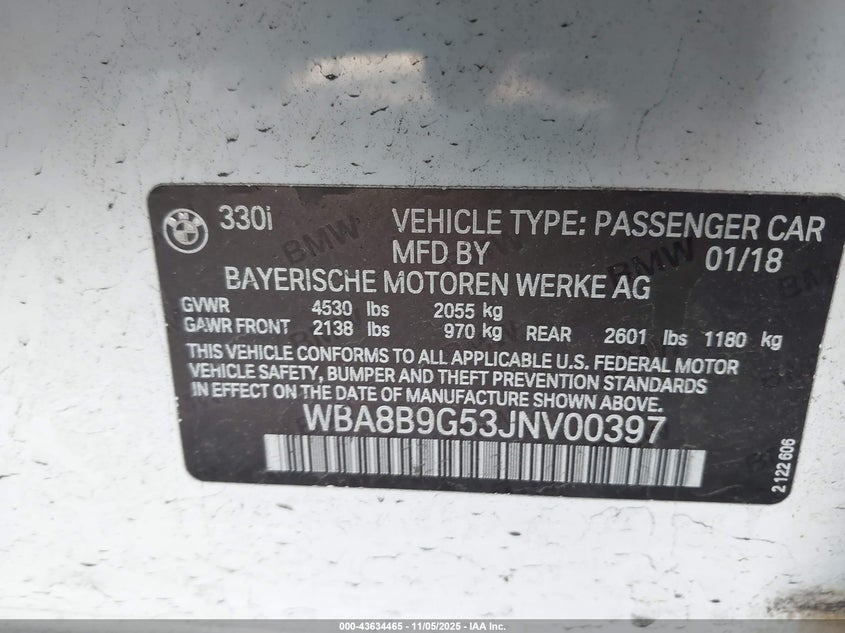 330i VEHICLE TYPE: PASSENGER CAR
MFD BY 01/18
BAYERISCHE MOTOREN WERKE AG
GVWR 4530 lbs 2055 kg
GAWR FRONT 2138 lbs 970 kg REAR 2601 lbs 1180 kg
THIS VEHICLE CONFORMS TO ALL APPLICABLE U.S. FEDERAL MOTOR
VEHICLE SAFETY, BUMPER AND THEFT PREVENTION STANDARDS
IN EFFECT ON THE DATE OF MANUFACTURE SHOWN ABOVE.
WBA8B9G53JNV00397
2122606
000-43634465 - 11/05/2025 - IAA Inc.